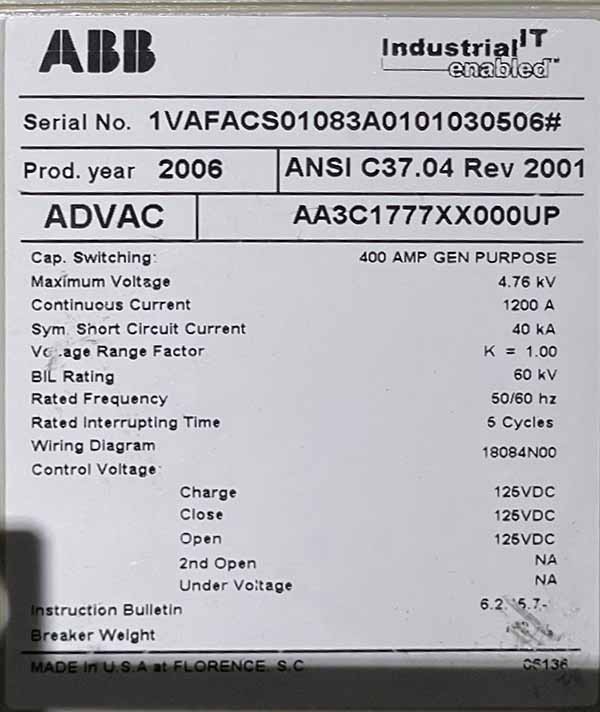 ABB
Industrial IT
enabled™
Serial No. 1VAFACS01083A0101030506#
Prod. year 2006 ANSI C37.04 Rev 2001
ADVAC AA3C1777XX000UP
Cap. Switching: 400 AMP GEN PURPOSE
Maximum Voltage 4.76 kV
Continuous Current 1200 A
Sym. Short Circuit Current 40 kA
Voltage Range Factor K = 1.00
BIL Rating 60 kV
Rated Frequency 50/60 hz
Rated Interrupting Time 5 Cycles
Wiring Diagram 18084N00
Control Voltage:
Charge 125VDC
Close 125VDC
Open 125VDC
2nd Open NA
Under Voltage NA
Instruction Bulletin
Breaker Weight
MADE in U.S.A at FLORENCE, S.C 05136